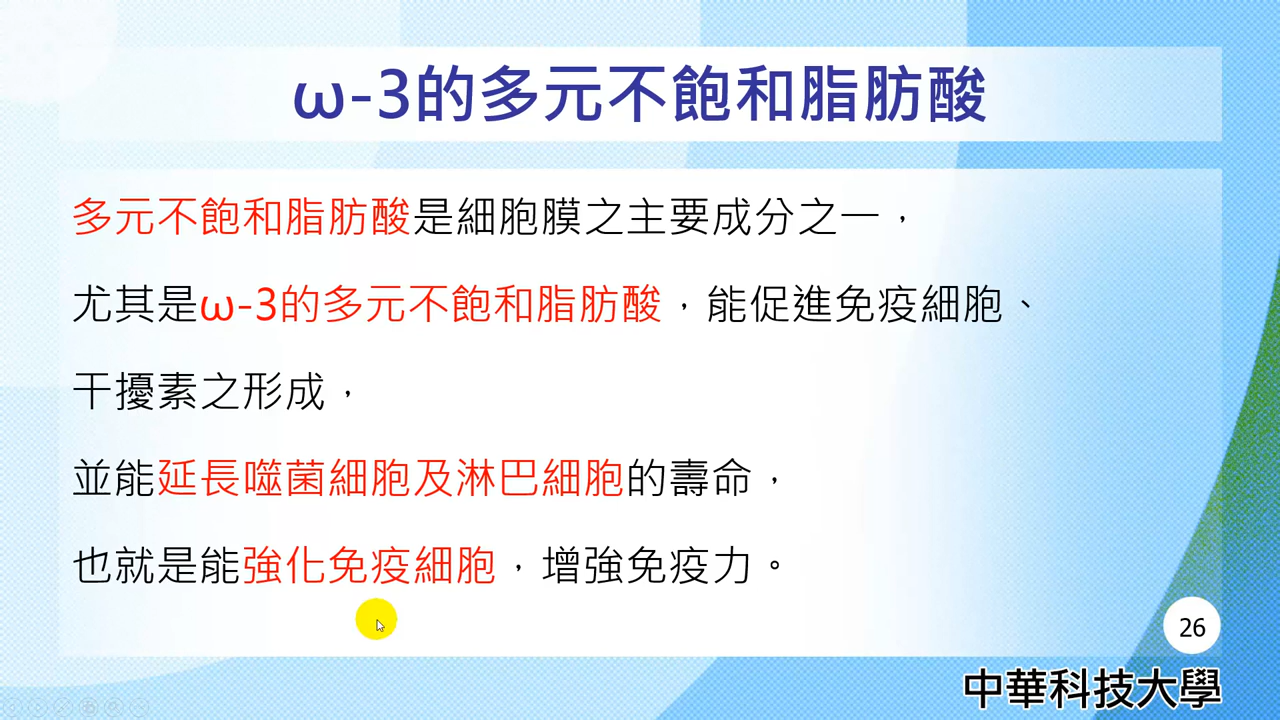 ω-3的多元不飽和脂肪酸
多元不飽和脂肪酸是細胞膜之主要成分之一，
尤其是ω-3的多元不飽和脂肪酸，能促進免疫細胞、
干擾素之形成，
並能延長噬菌細胞及淋巴細胞的壽命，
也就是能強化免疫細胞，增強免疫力。
26
中華科技大學